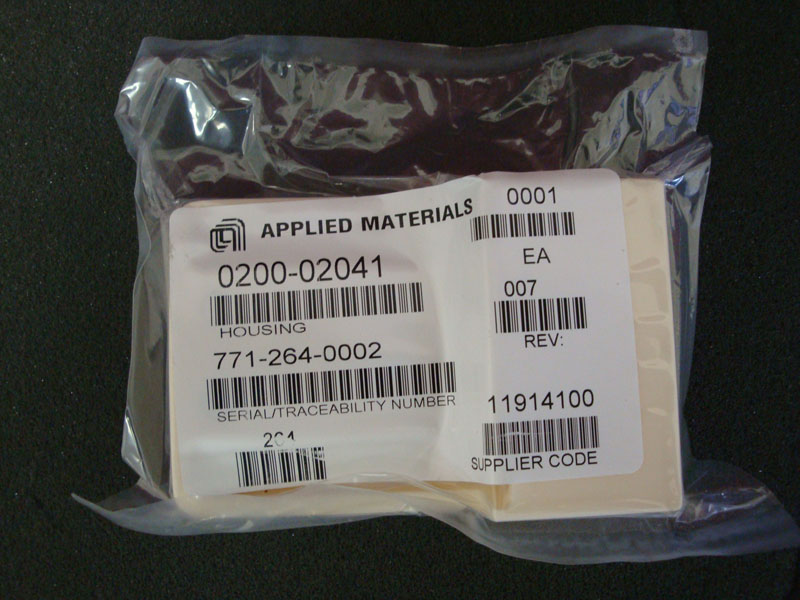 APPLIED MATERIALS
0200-02041
HOUSING
771-264-0002
SERIAL/TRACEABILITY NUMBER
0001
EA
007
REV:
11914100
SUPPLIER CODE